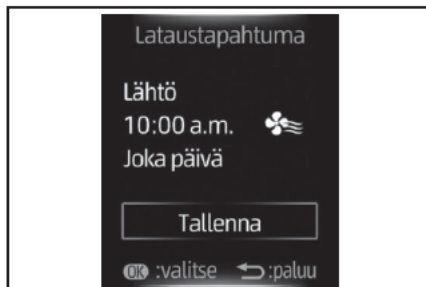 Lataustapahtuma
Lähtö
10:00 a.m.
Joka päivä
Tallenna
OK :valitse :paluu